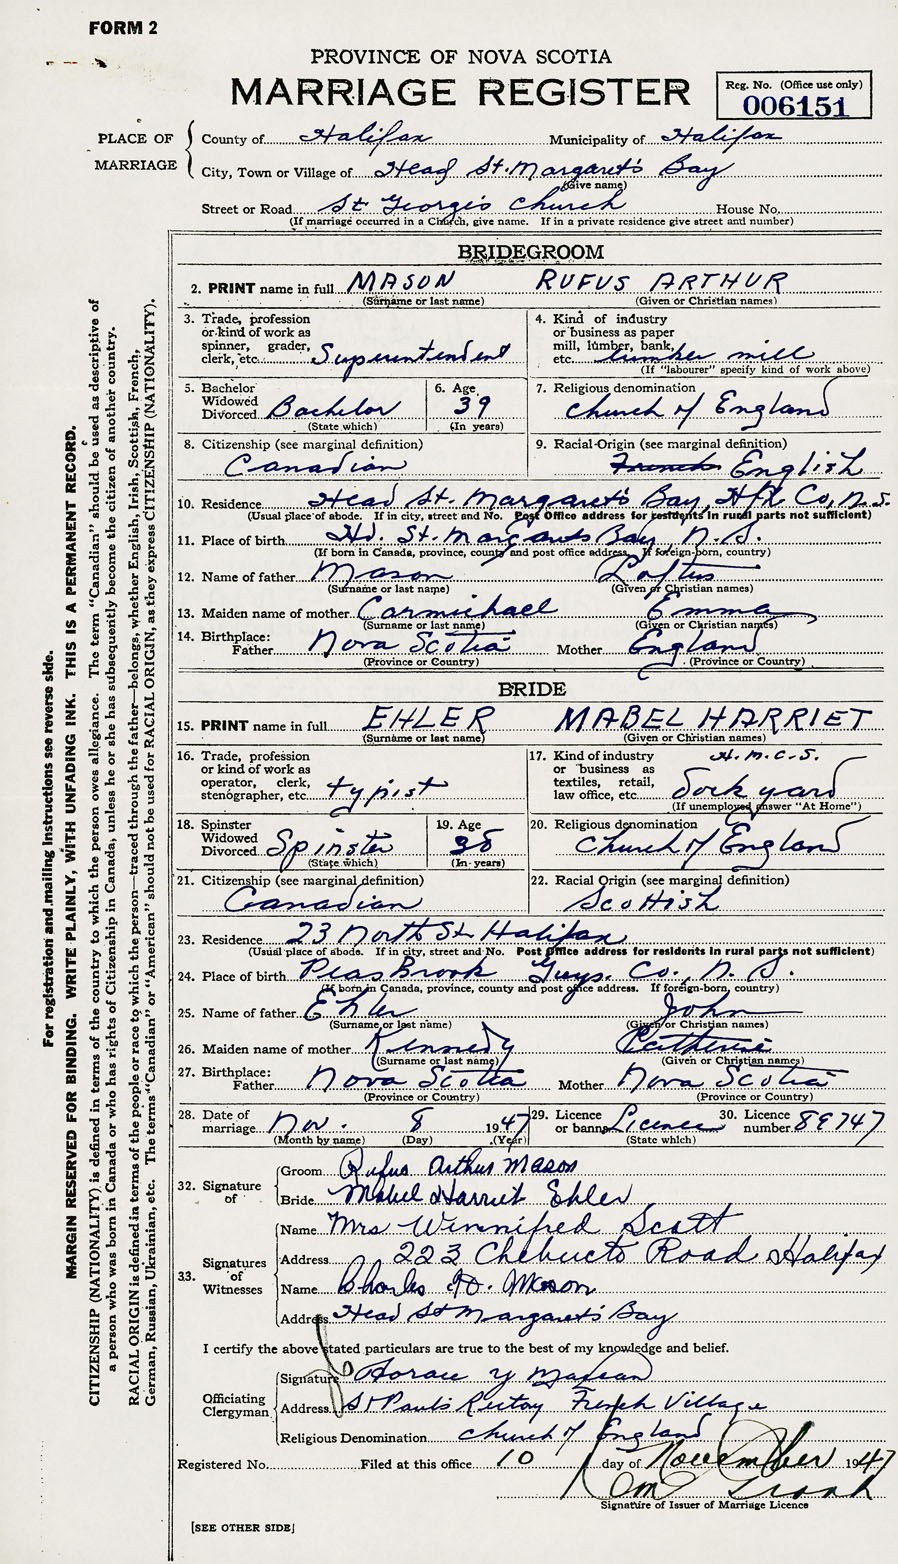 FORM 2
PROVINCE OF NOVA SCOTIA
MARRIAGE REGISTER
Reg. No. (Office use only)
006151
PLACE OF MARRIAGE
County of Halifax Municipality of Halifax
City, Town or Village of Head St. Margaret's Bay
(Give name)
Street or Road St George's Church House No.
(If marriage occurred in a Church, give name. If in a private residence give street and number)
BRIDEGROOM
2. PRINT name in full MASON RUFUS ARTHUR
(Surname or last name) (Given or Christian names)
3. Trade, profession or kind of work as spinner, grader, clerk, etc. Superintendent
4. Kind of industry or business as paper mill, lumber, bank, etc. lumber mill
(If "labourer" specify kind of work above)
5. Bachelor Widowed Divorced Bachelor
(State which)
6. Age 39
(In years)
7. Religious denomination
Church of England
8. Citizenship (see marginal definition)
Canadian
9. Racial-Origin (see marginal definition)
French English
10. Residence Head St. Margaret's Bay, Hfx Co, N.S.
(Usual place of abode. If in city, street and No. Post Office address for residents in rural parts not sufficient)
11. Place of birth Hd. St. Margarets Bay, N. S.
(If born in Canada, province, county and post office address. If foreign-born, country)
12. Name of father Mason Loftus
(Surname or last name) (Given or Christian names)
13. Maiden name of mother Carmichael Emma
(Surname or last name) (Given or Christian names)
14. Birthplace:
Father Nova Scotia Mother England
(Province or Country) (Province or Country)
BRIDE
15. PRINT name in full EHLER MABEL HARRIET
(Surname or last name) (Given or Christian names)
16. Trade, profession or kind of work as operator, clerk, stenographer, etc. typist
17. Kind of industry or business as textiles, retail, law office, etc. H.M.C.S. Dock yard
(If unemployed answer "At Home")
18. Spinster Widowed Divorced Spinster
(State which)
19. Age 38
(In years)
20. Religious denomination
Church of England
21. Citizenship (see marginal definition)
Canadian
22. Racial Origin (see marginal definition)
Scottish
23. Residence 23 North St Halifax
(Usual place of abode. If in city, street and No. Post Office address for residents in rural parts not sufficient)
24. Place of birth Peas Brook Guys. Co., N. S.
(If born in Canada, province, county and post office address. If foreign-born, country)
25. Name of father Ehler John
(Surname or last name) (Given or Christian names)
26. Maiden name of mother Kennedy Catherine
(Surname or last name) (Given or Christian names)
27. Birthplace:
Father Nova Scotia Mother Nova Scotia
(Province or Country) (Province or Country)
28. Date of marriage Nov. 8 1947
(Month by name) (Day) (Year)
29. Licence or banns Licence
(State which)
30. Licence number 89747
32. Signature of
Groom Rufus Arthur Mason
Bride Mabel Harriet Ehler
33. Signatures of Witnesses
Name Mrs Winnifred Scott
Address 223 Chebucto Road Halifax
Name Charles D. Mason
Address Head St Margaret's Bay
I certify the above stated particulars are true to the best of my knowledge and belief.
Officiating Clergyman
Signature Horace Y
Address St Paul's Rectory French Village
Religious Denomination Church of England
Registered No. Filed at this office 10 day of November 1947
Grant
Signature of Issuer of Marriage Licence
[SEE OTHER SIDE]
For registration and mailing instructions see reverse side.
MARGIN RESERVED FOR BINDING. WRITE PLAINLY, WITH UNFADING INK. THIS IS A PERMANENT RECORD.
CITIZENSHIP (NATIONALITY) is defined in terms of the country to which the person owes allegiance. The term "Canadian" should be used as descriptive of
a person who was born in Canada or who has rights of Citizenship in Canada, unless he or she has subsequently become the citizen of another country.
RACIAL ORIGIN is defined in terms of the people or race to which the person—traced through the father—belongs, whether English, Irish, Scottish, French,
German, Russian, Ukrainian, etc. The terms "Canadian" or "American" should not be used for RACIAL ORIGIN, as they express CITIZENSHIP (NATIONALITY).